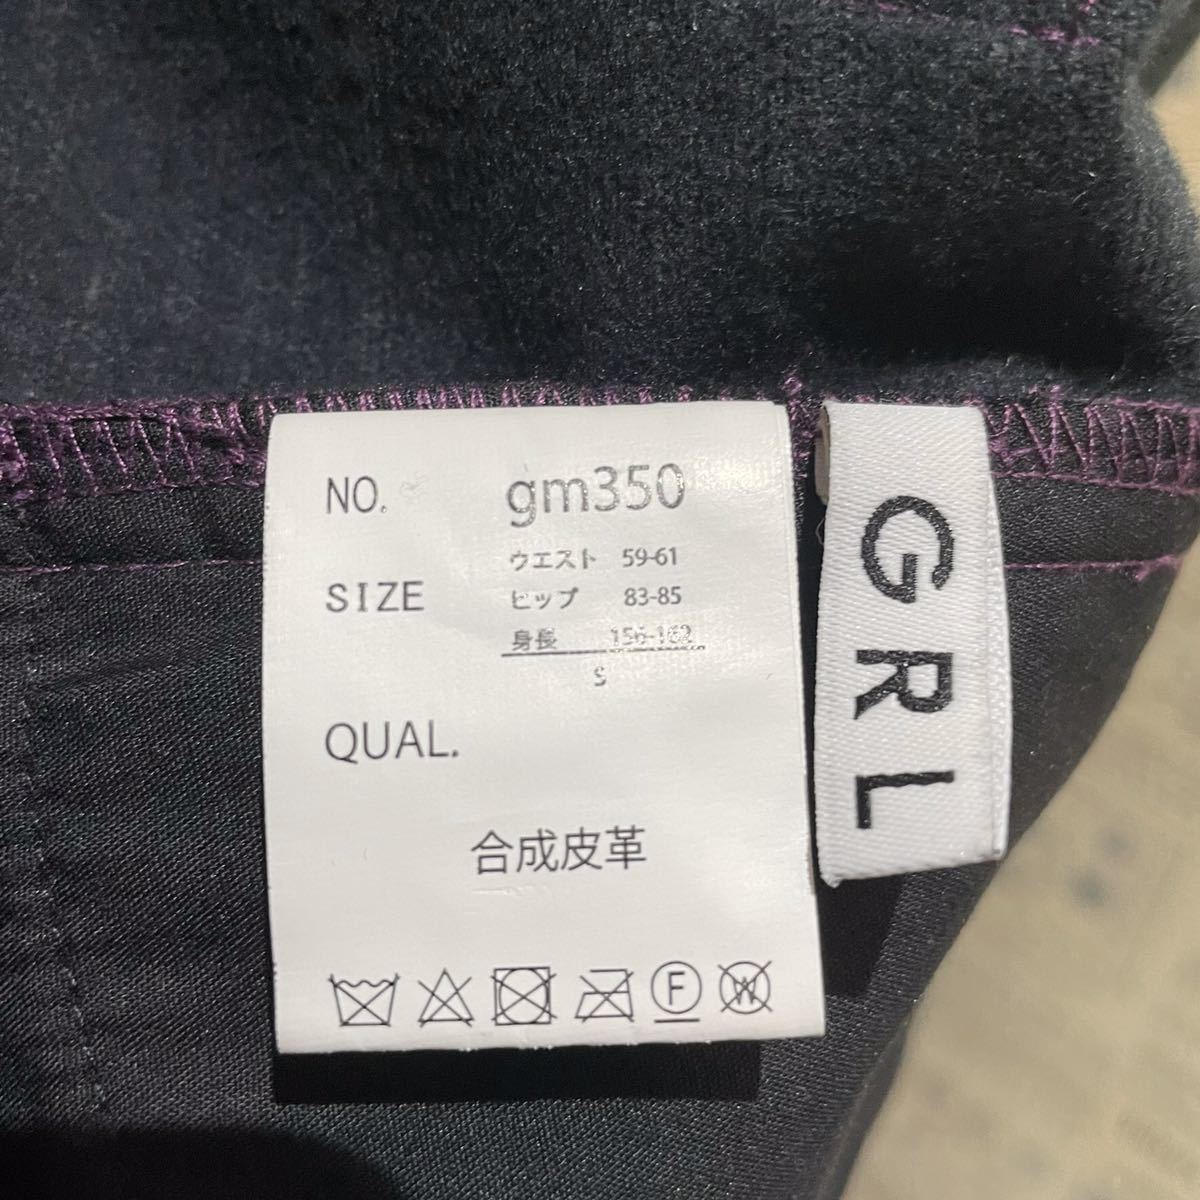 NO. gm350
ウエスト 59-61
SIZE ヒップ 83-85
身長 156-162
S
QUAL.
合成皮革
F
W
GRL